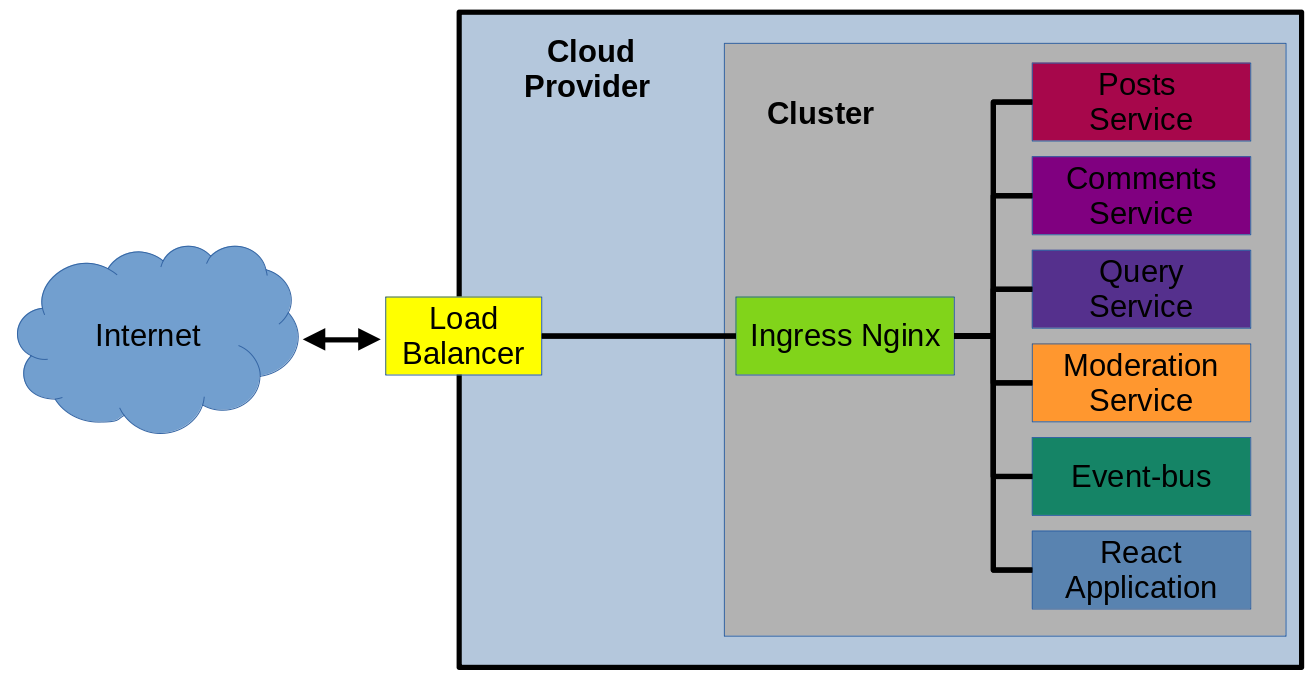 Cloud
Provider
Cluster
Posts
Service
Comments
Service
Query
Service
Internet
Load
Balancer
Ingress Nginx
Moderation
Service
Event-bus
React
Application